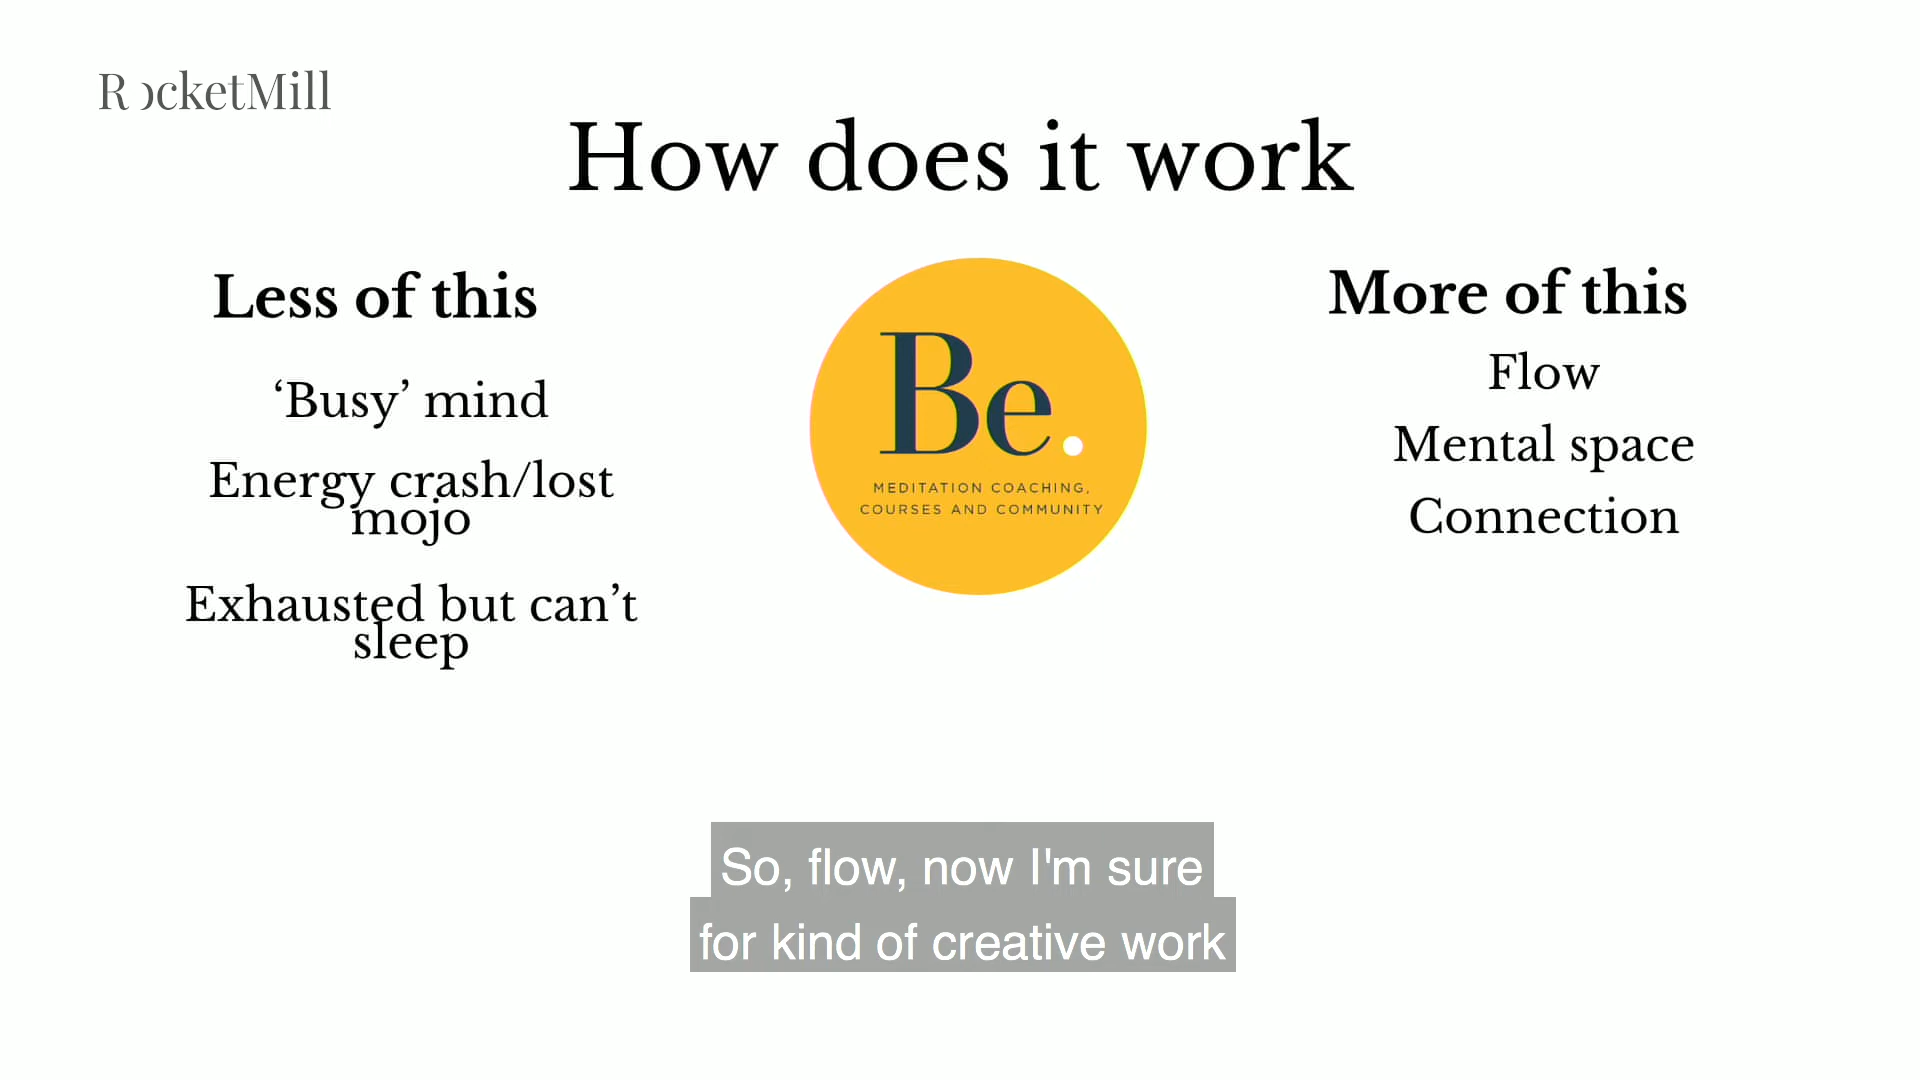 RocketMill
How does it work
Less of this
‘Busy’ mind
Energy crash/lost
mojo
Exhausted but can’t
sleep
Be.
MEDITATION COACHING,
COURSES AND COMMUNITY
More of this
Flow
Mental space
Connection
So, flow, now I'm sure
for kind of creative work